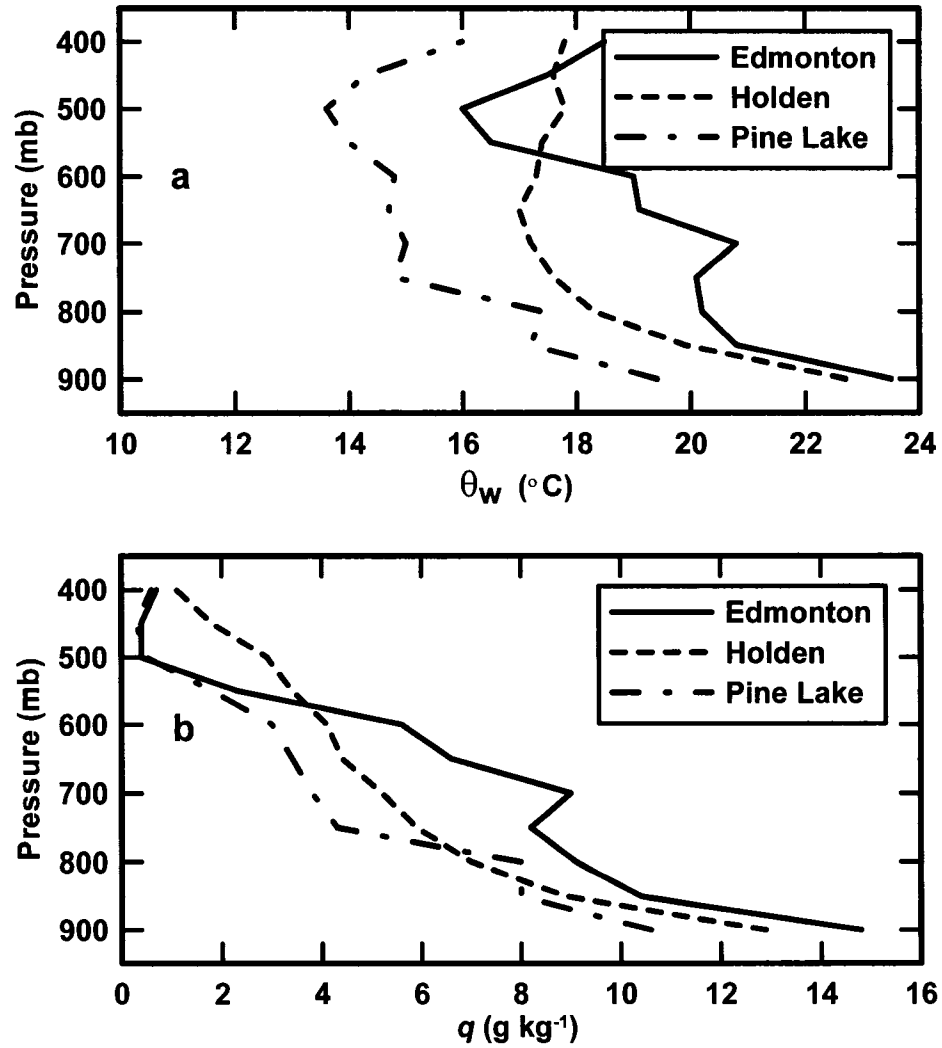 400
500
600
700
800
900
Pressure (mb)
a
Edmonton
Holden
Pine Lake
10 12 14 16 18 20 22 24
θw (°C)
400
500
600
700
800
900
Pressure (mb)
b
Edmonton
Holden
Pine Lake
0 2 4 6 8 10 12 14 16
q (g kg-1)